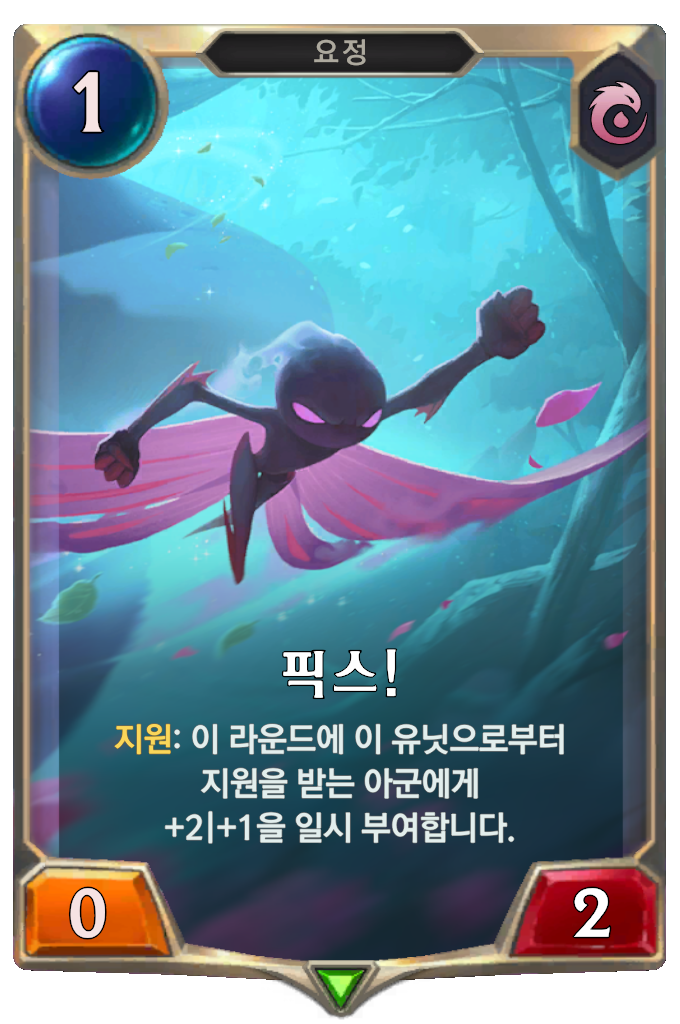 요정
1
픽스!
지원: 이 라운드에 이 유닛으로부터
지원을 받는 아군에게
+2|+1을 일시 부여합니다.
0
2